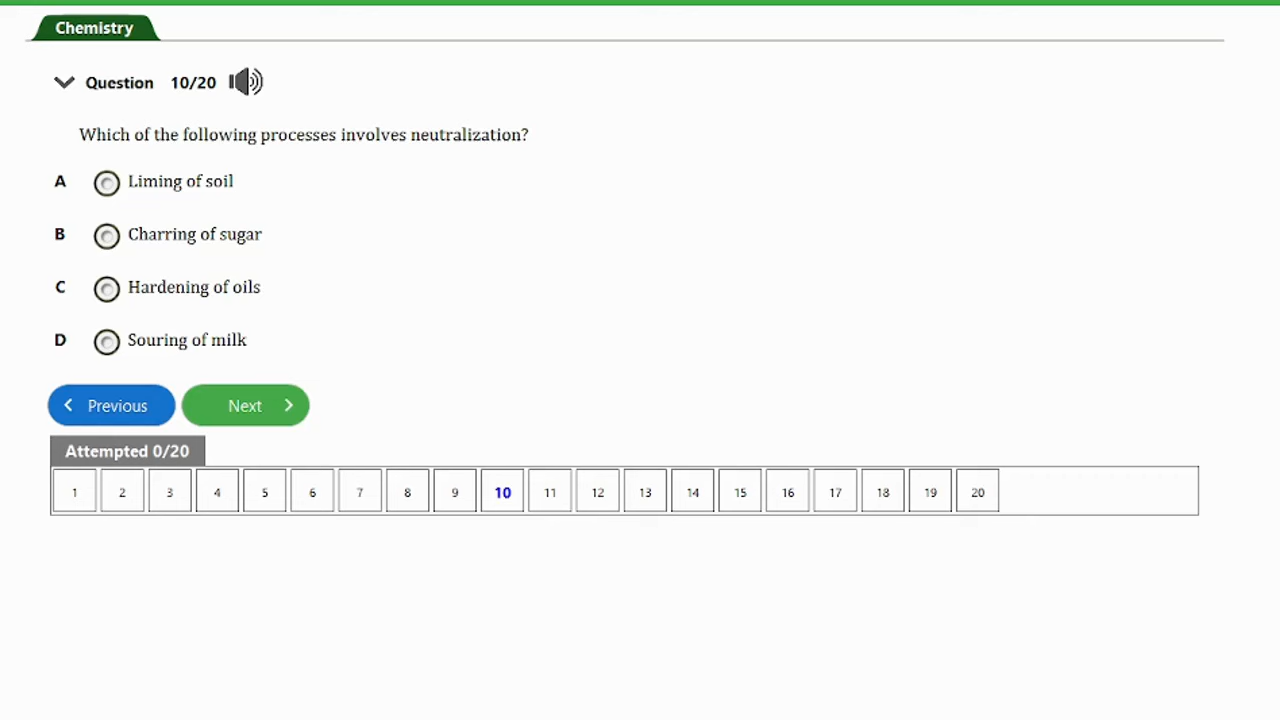 Chemistry
Question 10/20
Which of the following processes involves neutralization?
A Liming of soil
B Charring of sugar
C Hardening of oils
D Souring of milk
Previous Next
Attempted 0/20
1 2 3 4 5 6 7 8 9 10 11 12 13 14 15 16 17 18 19 20